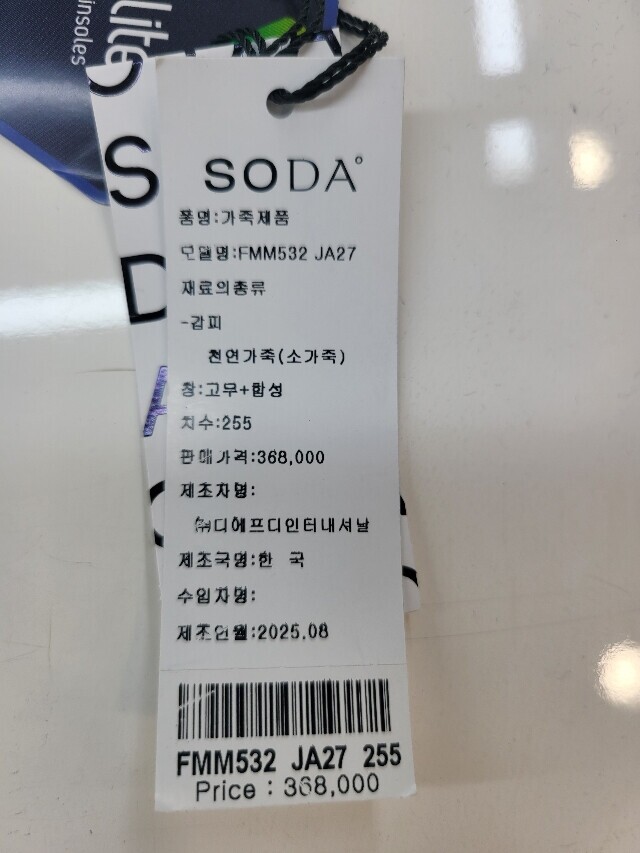 lite
insoles
S
D
SODA
품명:가죽제품
모델명:FMM532 JA27
재료의종류
-갑피
천연가죽(소가죽)
창:고무+합성
치수:255
판매가격:368,000
제조자명:
㈜디에프디인터내셔날
제조국명:한 국
수입자명:
제조연월:2025.08
FMM532 JA27 255
Price : 368,000